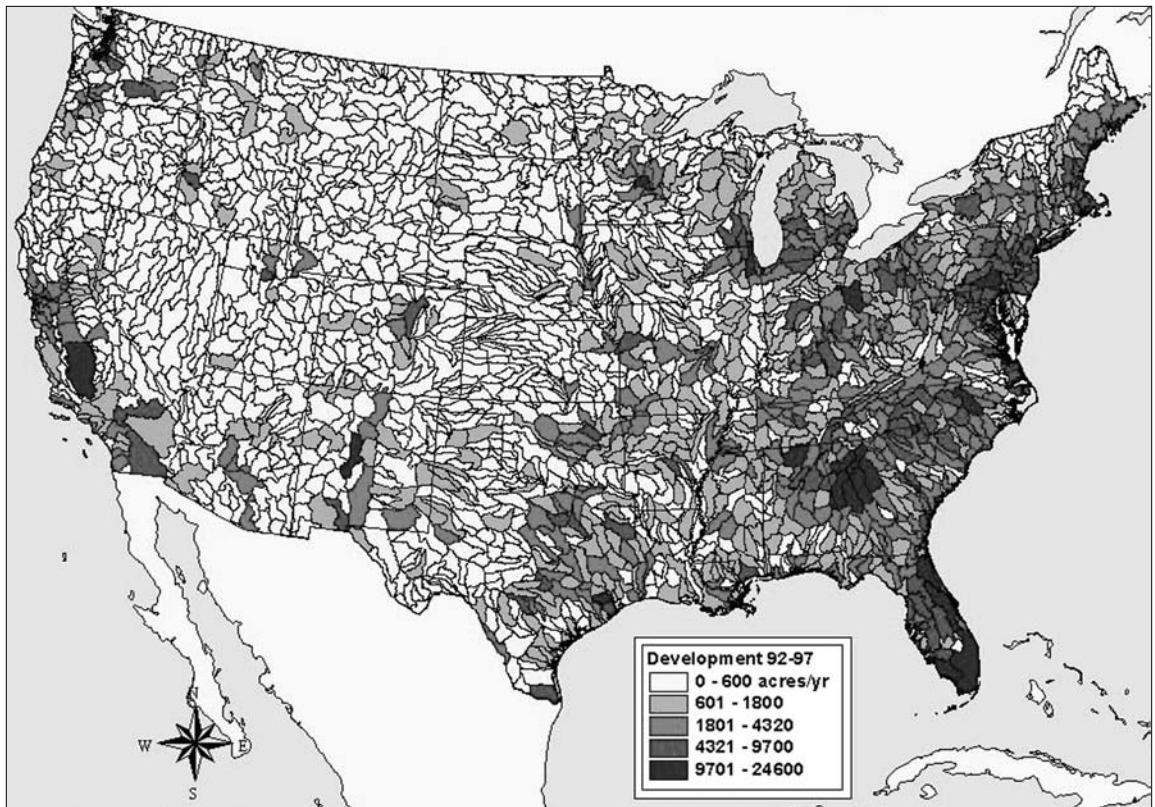 Development 92-97
0 - 600 acres/yr
601 - 1800
1801 - 4320
4321 - 9700
9701 - 24600
N
W
E
S